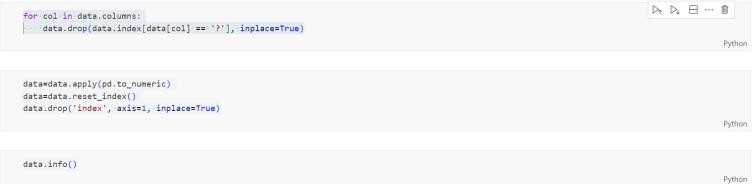 for col in data.columns:
    data.drop(data.index[data[col] == '?'], inplace=True)
Python
data=data.apply(pd.to_numeric)
data=data.reset_index()
data.drop('index', axis=1, inplace=True)
Python
data.info()
Python